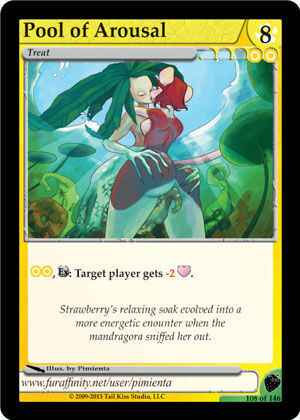 Pool of Arousal
8
Treat
: Target player gets -2 .
Strawberry's relaxing soak evolved into a
more energetic encounter when the
mandragora sniffed her out.
Illus. by Pimienta
www.furaffinity.net/user/pimienta
©2009-2013 Tail Kiss Studio, LLC
108 of 146